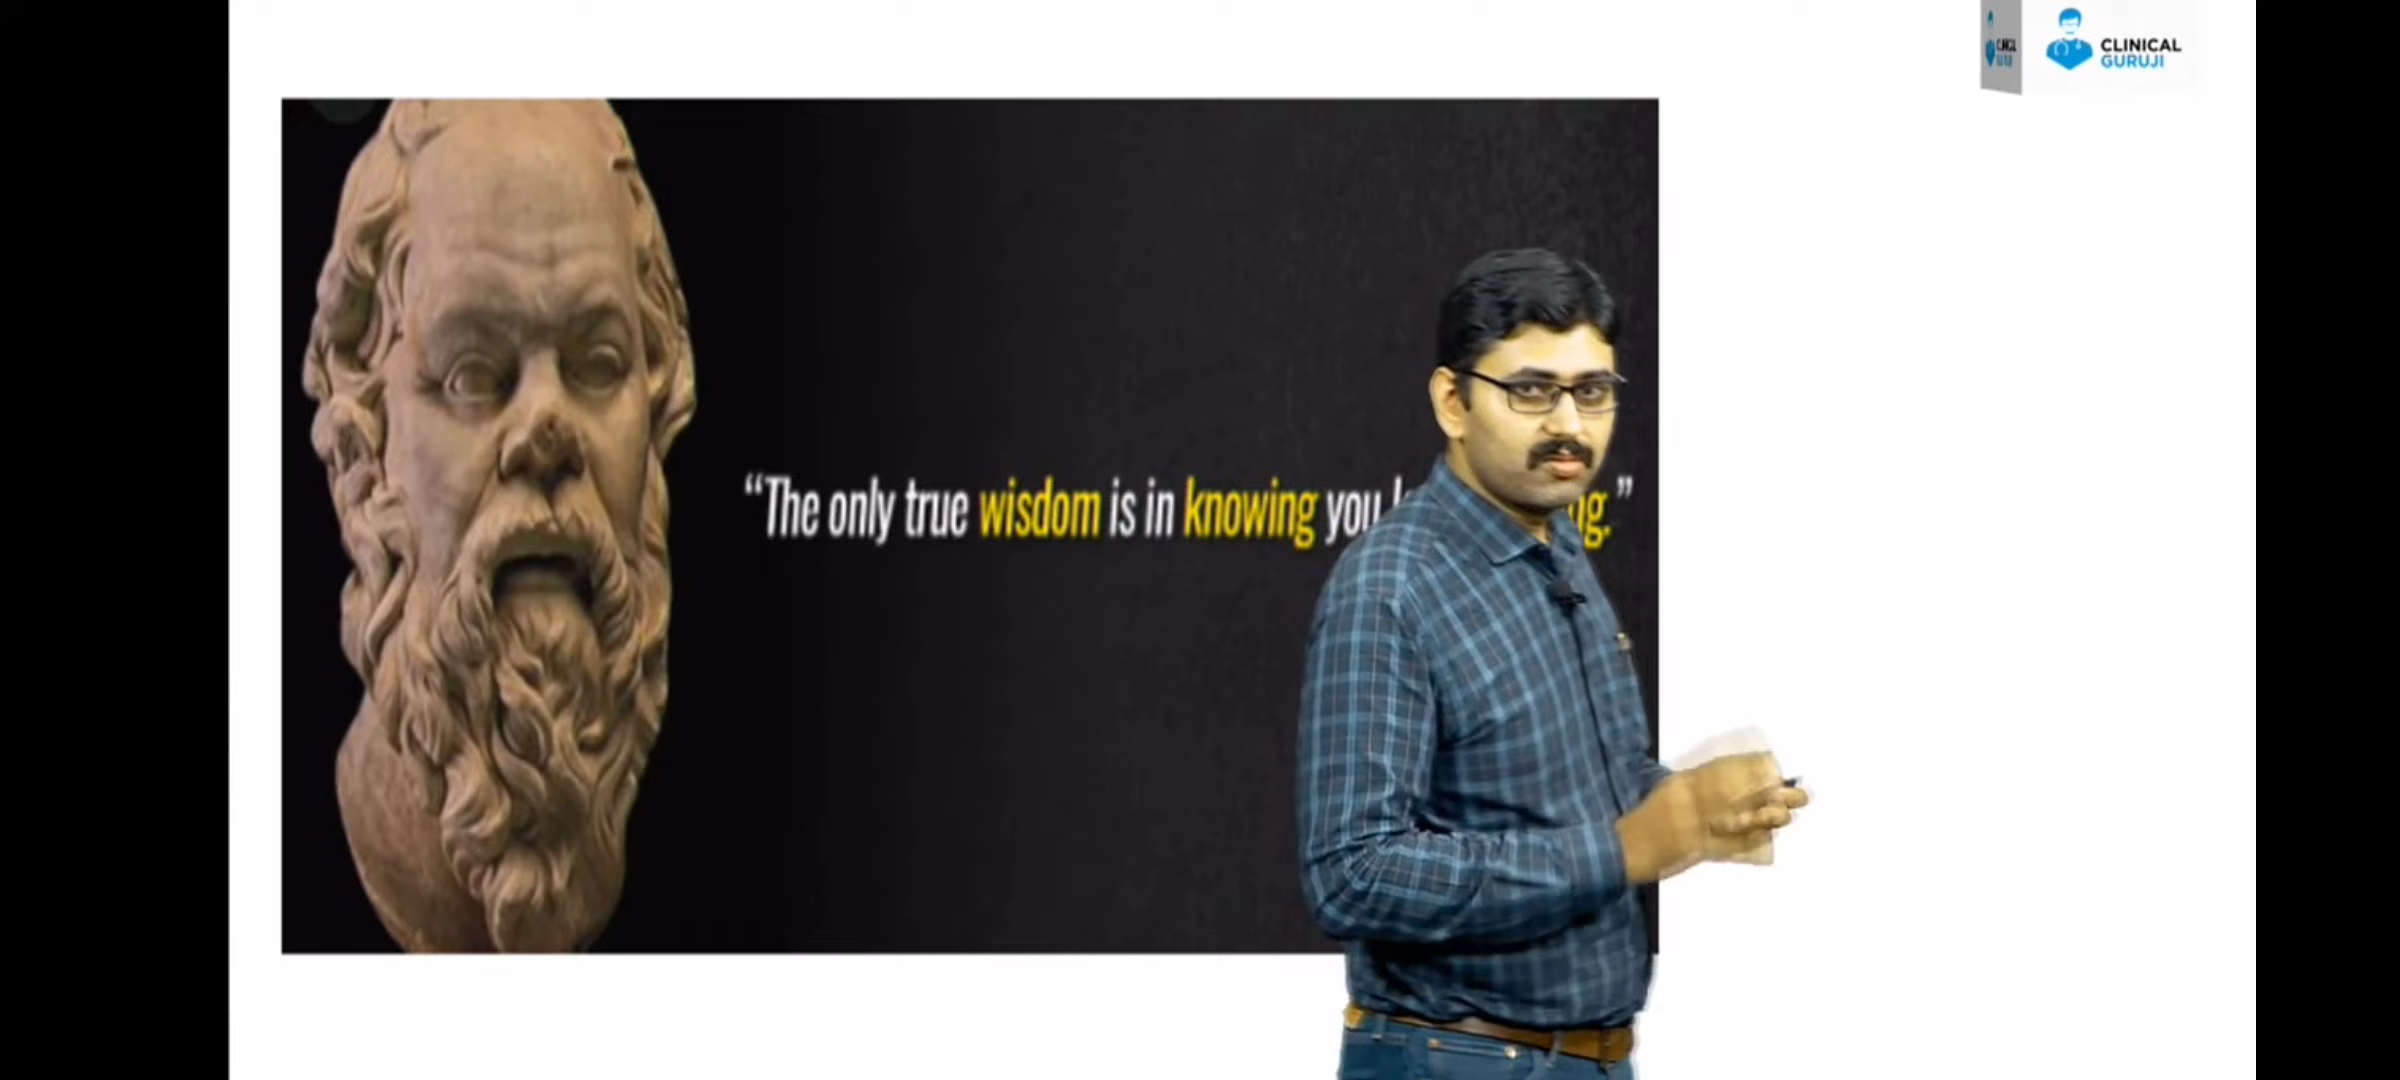 CLINICAL
GURUJI
“The only true wisdom is in knowing you ”